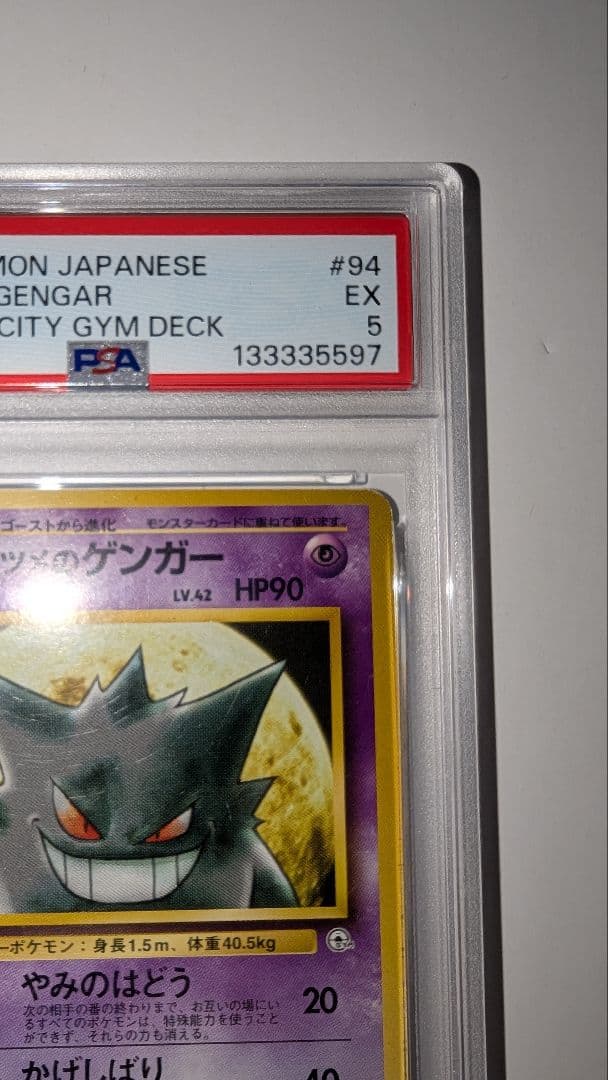 MON JAPANESE #94
GENGAR EX
CITY GYM DECK 5
PSA 133335597
ゴーストから進化 モンスターカードに重ねて使います。
ツメのゲンガー
LV.42 HP90
ーポケモン：身長1.5m、体重40.5kg
やみのはどう 20
次の相手の番の終わりまで、お互いの場にい
るすべてのポケモンは、特殊能力を使うこと
ができず、それらの力も消える。
かげしばり 40